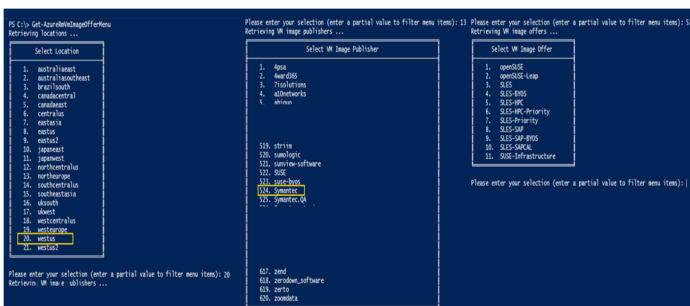 PS C:\> Get-AzureRmVmImageOfferMenu
Retrieving locations ...
Select Location
1. australiaeast
2. australiasoutheast
3. brazilsouth
4. canadacentral
5. canadaeast
6. centralus
7. eastasia
8. eastus
9. eastus2
10. japaneast
11. japanwest
12. northcentralus
13. northeurope
14. southcentralus
15. southeastasia
16. uksouth
17. ukwest
18. westcentralus
19. westeurope
20. westus
21. westus2
Please enter your selection (enter a partial value to filter menu items): 20
Retrieving VM image publishers ...
Please enter your selection (enter a partial value to filter menu items): 13
Retrieving VM image publishers ...
Select VM Image Publisher
1. 4psa
2. 4ward365
3. 7isolutions
4. a10networks
5. abiquo
519. striim
520. sumologic
521. sunview-software
522. SUSE
523. suse-byos
524. Symantec
525. Symantec.QA
617. zend
618. zerodown_software
619. zerto
620. zoomdata
Please enter your selection (enter a partial value to filter menu items): 5
Retrieving VM image offers ...
Select VM Image Offer
1. openSUSE
2. openSUSE-Leap
3. SLES
4. SLES-BYOS
5. SLES-HPC
6. SLES-HPC-Priority
7. SLES-Priority
8. SLES-SAP
9. SLES-SAP-BYOS
10. SLES-SAPCAL
11. SUSE-Infrastructure
Please enter your selection (enter a partial value to filter menu items):